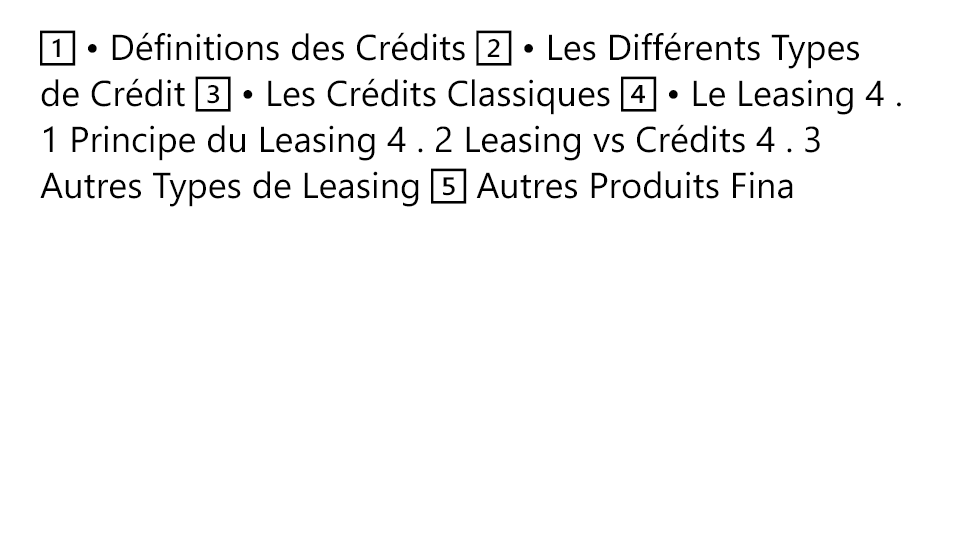 1️⃣ • Définitions des Crédits 2️⃣ • Les Différents Types
de Crédit 3️⃣ • Les Crédits Classiques 4️⃣ • Le Leasing 4 .
1 Principe du Leasing 4 . 2 Leasing vs Crédits 4 . 3
Autres Types de Leasing 5️⃣ Autres Produits Fina